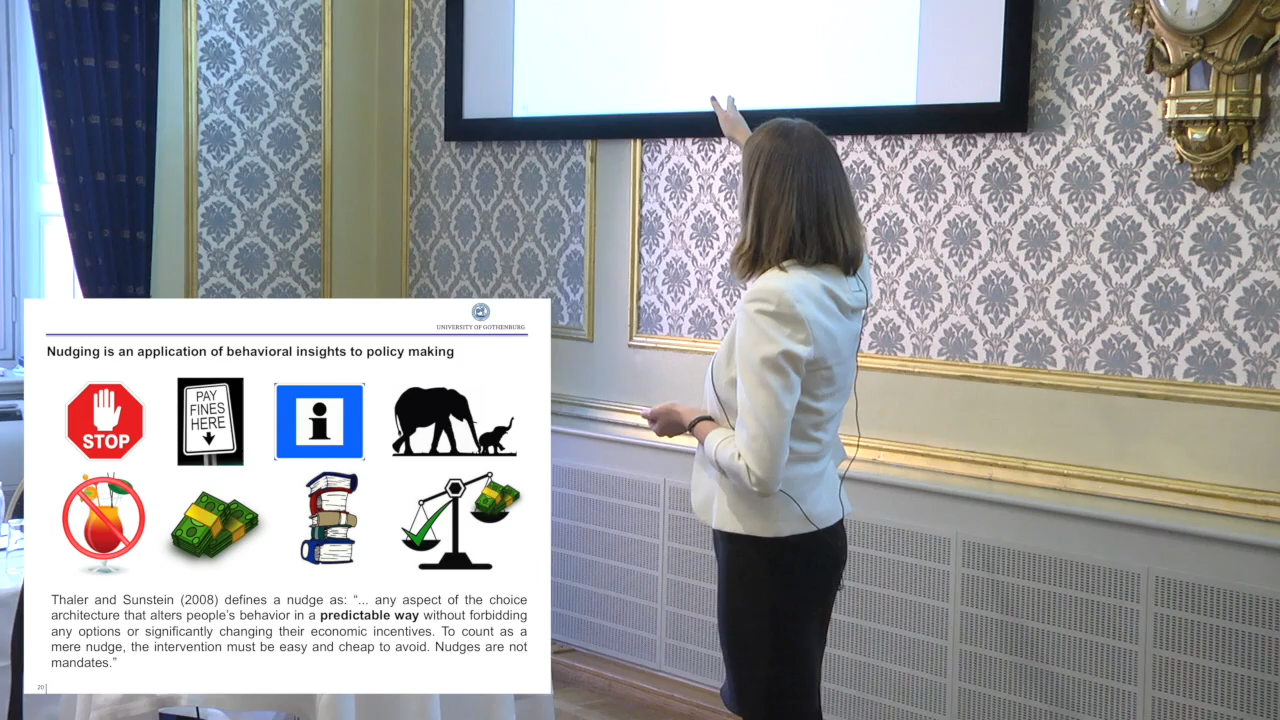 UNIVERSITY OF GOTHENBURG
Nudging is an application of behavioral insights to policy making
STOP
PAY
FINES
HERE
i
Thaler and Sunstein (2008) defines a nudge as: “... any aspect of the choice
architecture that alters people’s behavior in a predictable way without forbidding
any options or significantly changing their economic incentives. To count as a
mere nudge, the intervention must be easy and cheap to avoid. Nudges are not
mandates.”
20